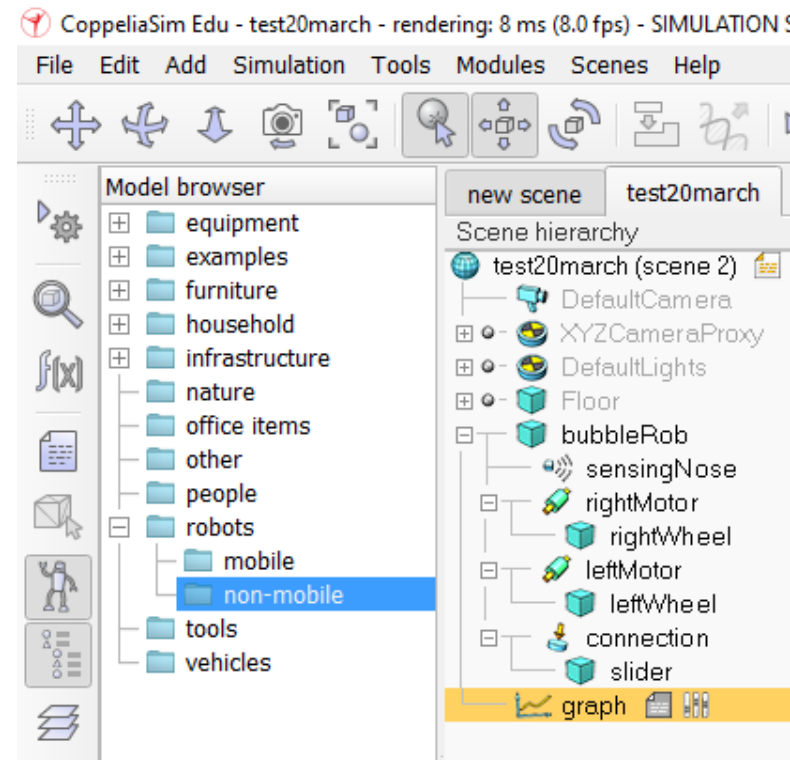 CoppeliaSim Edu - test20march - rendering: 8 ms (8.0 fps) - SIMULATION
File Edit Add Simulation Tools Modules Scenes Help
Model browser
equipment
examples
furniture
household
infrastructure
nature
office items
other
people
robots
mobile
non-mobile
tools
vehicles
f(x)
new scene test20march
Scene hierarchy
test20march (scene 2)
DefaultCamera
XYZCameraProxy
DefaultLights
Floor
bubbleRob
sensingNose
rightMotor
rightWheel
leftMotor
leftWheel
connection
slider
graph